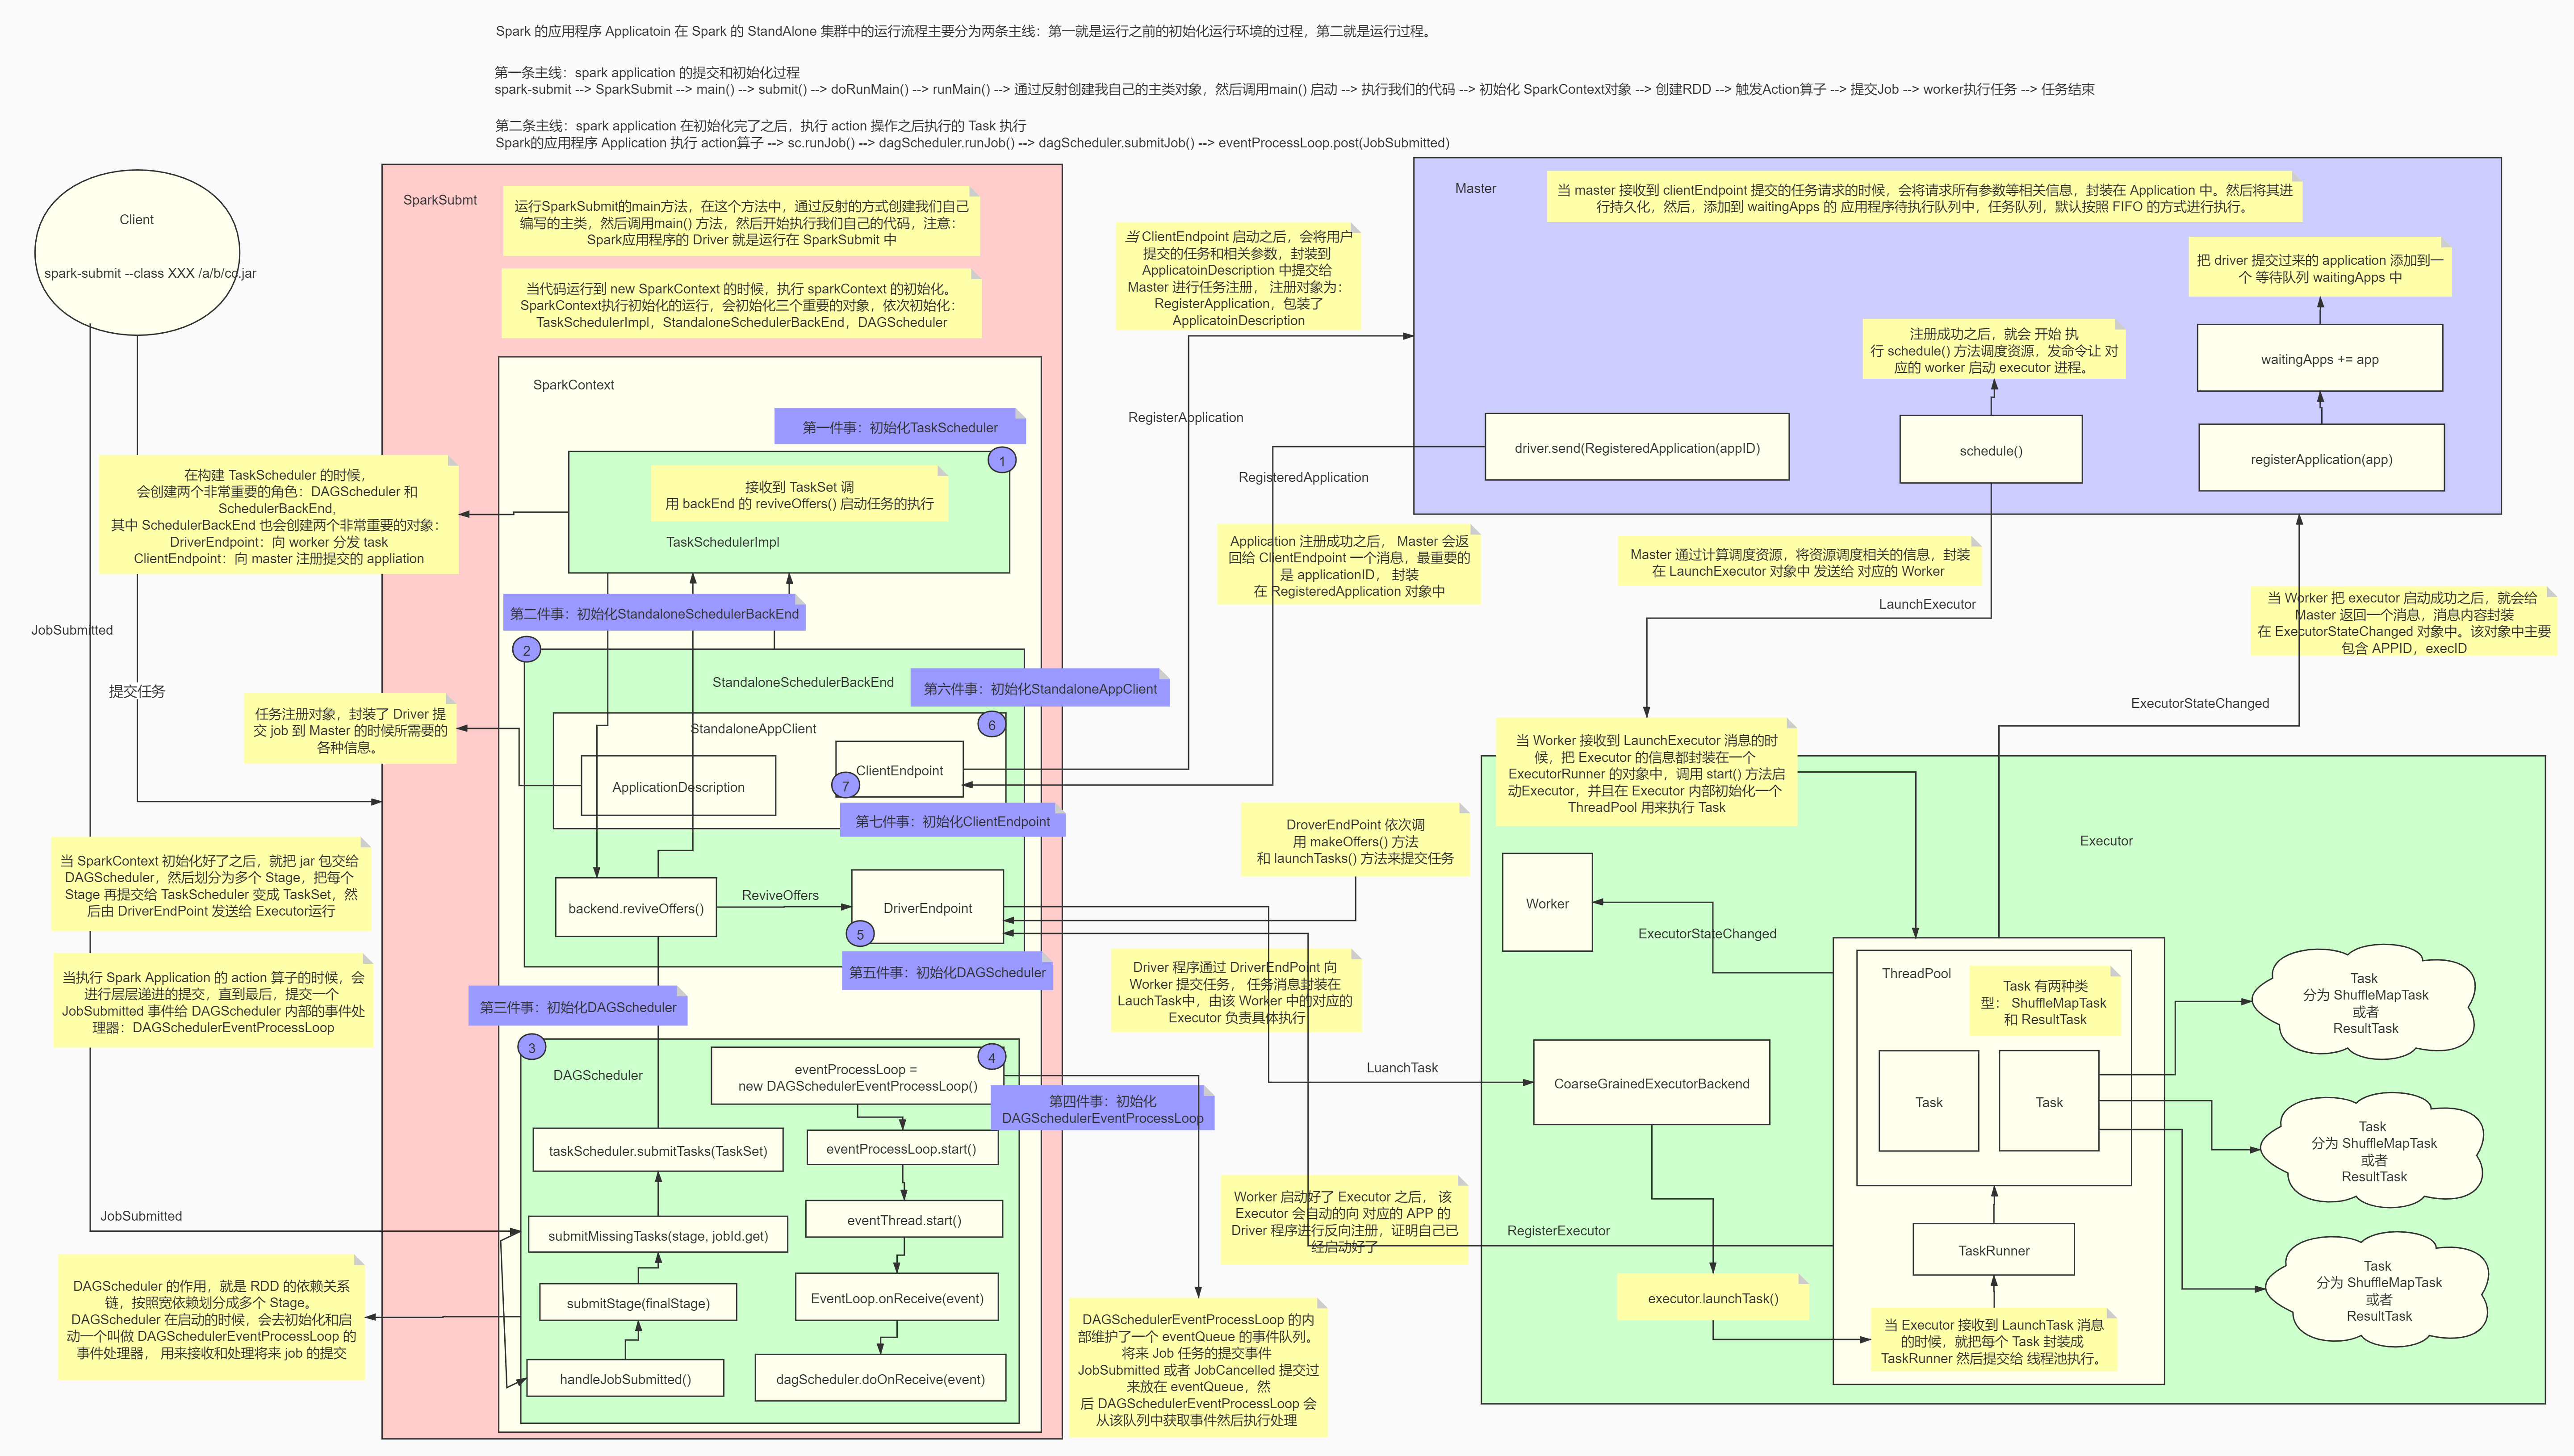 Spark 的应用程序 Applicatoin 在 Spark 的 StandAlone 集群中的运行流程主要分为两条主线：第一就是运行之前的初始化运行环境的过程，第二就是运行过程。
第一条主线：spark application 的提交和初始化过程
spark-submit --> SparkSubmit --> main() --> submit() --> doRunMain() --> runMain() --> 通过反射创建我自己的主类对象，然后调用main() 启动 --> 执行我们的代码 --> 初始化 SparkContext对象 --> 创建RDD --> 触发Action算子 --> 提交Job --> worker执行任务 --> 任务结束
第二条主线：spark application 在初始化完了之后，执行 action 操作之后执行的 Task 执行
Spark的应用程序 Application 执行 action算子 --> sc.runJob() --> dagScheduler.runJob() --> dagScheduler.submitJob() --> eventProcessLoop.post(JobSubmitted)
Client
spark-submit --class XXX /a/b/cc.jar
JobSubmitted
提交任务
在构建 TaskScheduler 的时候，
会创建两个非常重要的角色：DAGScheduler 和
SchedulerBackEnd,
其中 SchedulerBackEnd 也会创建两个非常重要的对象：
DriverEndpoint：向 worker 分发 task
ClientEndpoint：向 master 注册提交的 appliation
任务注册对象，封装了 Driver 提
交 job 到 Master 的时候所需要的
各种信息。
当 SparkContext 初始化好了之后，就把 jar 包交给
DAGScheduler，然后划分为多个 Stage，把每个
Stage 再提交给 TaskScheduler 变成 TaskSet，然
后由 DriverEndPoint 发送给 Executor运行
当执行 Spark Application 的 action 算子的时候，会
进行层层递进的提交，直到最后，提交一个
JobSubmitted 事件给 DAGScheduler 内部的事件处
理器：DAGSchedulerEventProcessLoop
JobSubmitted
DAGScheduler 的作用，就是 RDD 的依赖关系
链，按照宽依赖划分成多个 Stage。
DAGScheduler 在启动的时候，会去初始化和启
动一个叫做 DAGSchedulerEventProcessLoop 的
事件处理器， 用来接收和处理将来 job 的提交
SparkSubmt
运行SparkSubmit的main方法，在这个方法中，通过反射的方式创建我们自己
编写的主类，然后调用main() 方法，然后开始执行我们自己的代码，注意：
Spark应用程序的 Driver 就是运行在 SparkSubmit 中
当代码运行到 new SparkContext 的时候，执行 sparkContext 的初始化。
SparkContext执行初始化的运行，会初始化三个重要的对象，依次初始化：
TaskSchedulerImpl，StandaloneSchedulerBackEnd，DAGScheduler
SparkContext
第一件事：初始化TaskScheduler
1
接收到 TaskSet 调
用 backEnd 的 reviveOffers() 启动任务的执行
TaskSchedulerImpl
第二件事：初始化StandaloneSchedulerBackEnd
2
StandaloneSchedulerBackEnd
第六件事：初始化StandaloneAppClient
6
StandaloneAppClient
ApplicationDescription
ClientEndpoint
7
第七件事：初始化ClientEndpoint
backend.reviveOffers()
ReviveOffers
DriverEndpoint
5
第五件事：初始化DAGScheduler
第三件事：初始化DAGScheduler
3
DAGScheduler
eventProcessLoop =
new DAGSchedulerEventProcessLoop()
4
第四件事：初始化
DAGSchedulerEventProcessLoop
taskScheduler.submitTasks(TaskSet)
eventProcessLoop.start()
submitMissingTasks(stage, jobId.get)
eventThread.start()
submitStage(finalStage)
EventLoop.onReceive(event)
handleJobSubmitted()
dagScheduler.doOnReceive(event)
当 ClientEndpoint 启动之后，会将用户
提交的任务和相关参数，封装到
ApplicatoinDescription 中提交给
Master 进行任务注册， 注册对象为：
RegisterApplication，包装了
ApplicatoinDescription
RegisterApplication
RegisteredApplication
Application 注册成功之后， Master 会返
回给 ClientEndpoint 一个消息，最重要的
是 applicationID， 封装
在 RegisteredApplication 对象中
DroverEndPoint 依次调
用 makeOffers() 方法
和 launchTasks() 方法来提交任务
Driver 程序通过 DriverEndPoint 向
Worker 提交任务， 任务消息封装在
LauchTask中，由该 Worker 中的对应的
Executor 负责具体执行
LuanchTask
Worker 启动好了 Executor 之后， 该
Executor 会自动的向 对应的 APP 的
Driver 程序进行反向注册，证明自己已
经启动好了
RegisterExecutor
DAGSchedulerEventProcessLoop 的内
部维护了一个 eventQueue 的事件队列。
将来 Job 任务的提交事件
JobSubmitted 或者 JobCancelled 提交过
来放在 eventQueue，然
后 DAGSchedulerEventProcessLoop 会
从该队列中获取事件然后执行处理
Master
当 master 接收到 clientEndpoint 提交的任务请求的时候，会将请求所有参数等相关信息，封装在 Application 中。然后将其进
行持久化，然后，添加到 waitingApps 的 应用程序待执行队列中，任务队列，默认按照 FIFO 的方式进行执行。
把 driver 提交过来的 application 添加到一
个 等待队列 waitingApps 中
注册成功之后，就会 开始 执
行 schedule() 方法调度资源，发命令让 对
应的 worker 启动 executor 进程。
waitingApps += app
driver.send(RegisteredApplication(appID)
schedule()
registerApplication(app)
Master 通过计算调度资源，将资源调度相关的信息，封装
在 LaunchExecutor 对象中 发送给 对应的 Worker
LaunchExecutor
当 Worker 把 executor 启动成功之后，就会给
Master 返回一个消息，消息内容封装
在 ExecutorStateChanged 对象中。该对象中主要
包含 APPID，execID
ExecutorStateChanged
当 Worker 接收到 LaunchExecutor 消息的时
候，把 Executor 的信息都封装在一个
ExecutorRunner 的对象中，调用 start() 方法启
动Executor，并且在 Executor 内部初始化一个
ThreadPool 用来执行 Task
Executor
Worker
ExecutorStateChanged
CoarseGrainedExecutorBackend
executor.launchTask()
ThreadPool
Task 有两种类
型： ShuffleMapTask
和 ResultTask
Task
Task
TaskRunner
当 Executor 接收到 LaunchTask 消息
的时候，就把每个 Task 封装成
TaskRunner 然后提交给 线程池执行。
Task
分为 ShuffleMapTask
或者
ResultTask
Task
分为 ShuffleMapTask
或者
ResultTask
Task
分为 ShuffleMapTask
或者
ResultTask